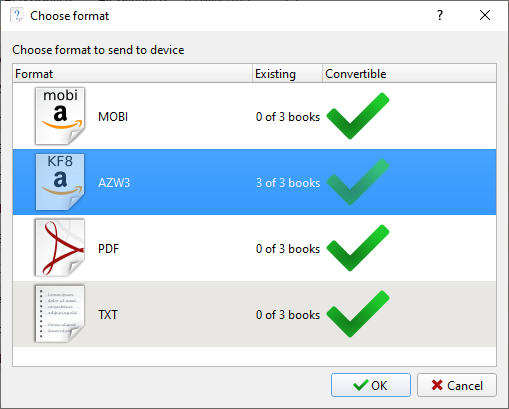 Choose format
?
Choose format to send to device
Format Existing Convertible
mobi
a
MOBI 0 of 3 books
KF8
a
AZW3 3 of 3 books
PDF 0 of 3 books
TXT 0 of 3 books
OK Cancel